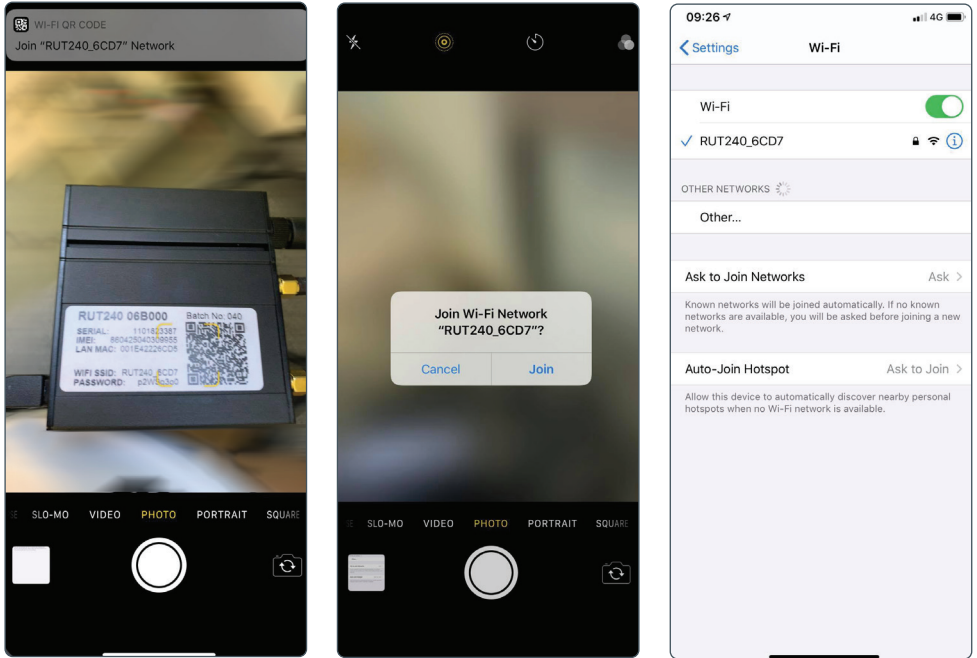 WI-FI QR CODE
Join “RUT240_6CD7” Network
RUT240 06B000 Batch No: 040
SERIAL:
IMEI:
LAN MAC: 001E42226CD5
WIFI SSID: RUT240_6CD7
PASSWORD:
SLO-MO VIDEO PHOTO PORTRAIT SQUARE
Join Wi-Fi Network
“RUT240_6CD7”?
Cancel Join
SLO-MO VIDEO PHOTO PORTRAIT SQUARE
09:26 4G
Settings Wi-Fi
Wi-Fi
RUT240_6CD7
OTHER NETWORKS
Other...
Ask to Join Networks Ask
Known networks will be joined automatically. If no known
networks are available, you will be asked before joining a new
network.
Auto-Join Hotspot Ask to Join
Allow this device to automatically discover nearby personal
hotspots when no Wi-Fi network is available.